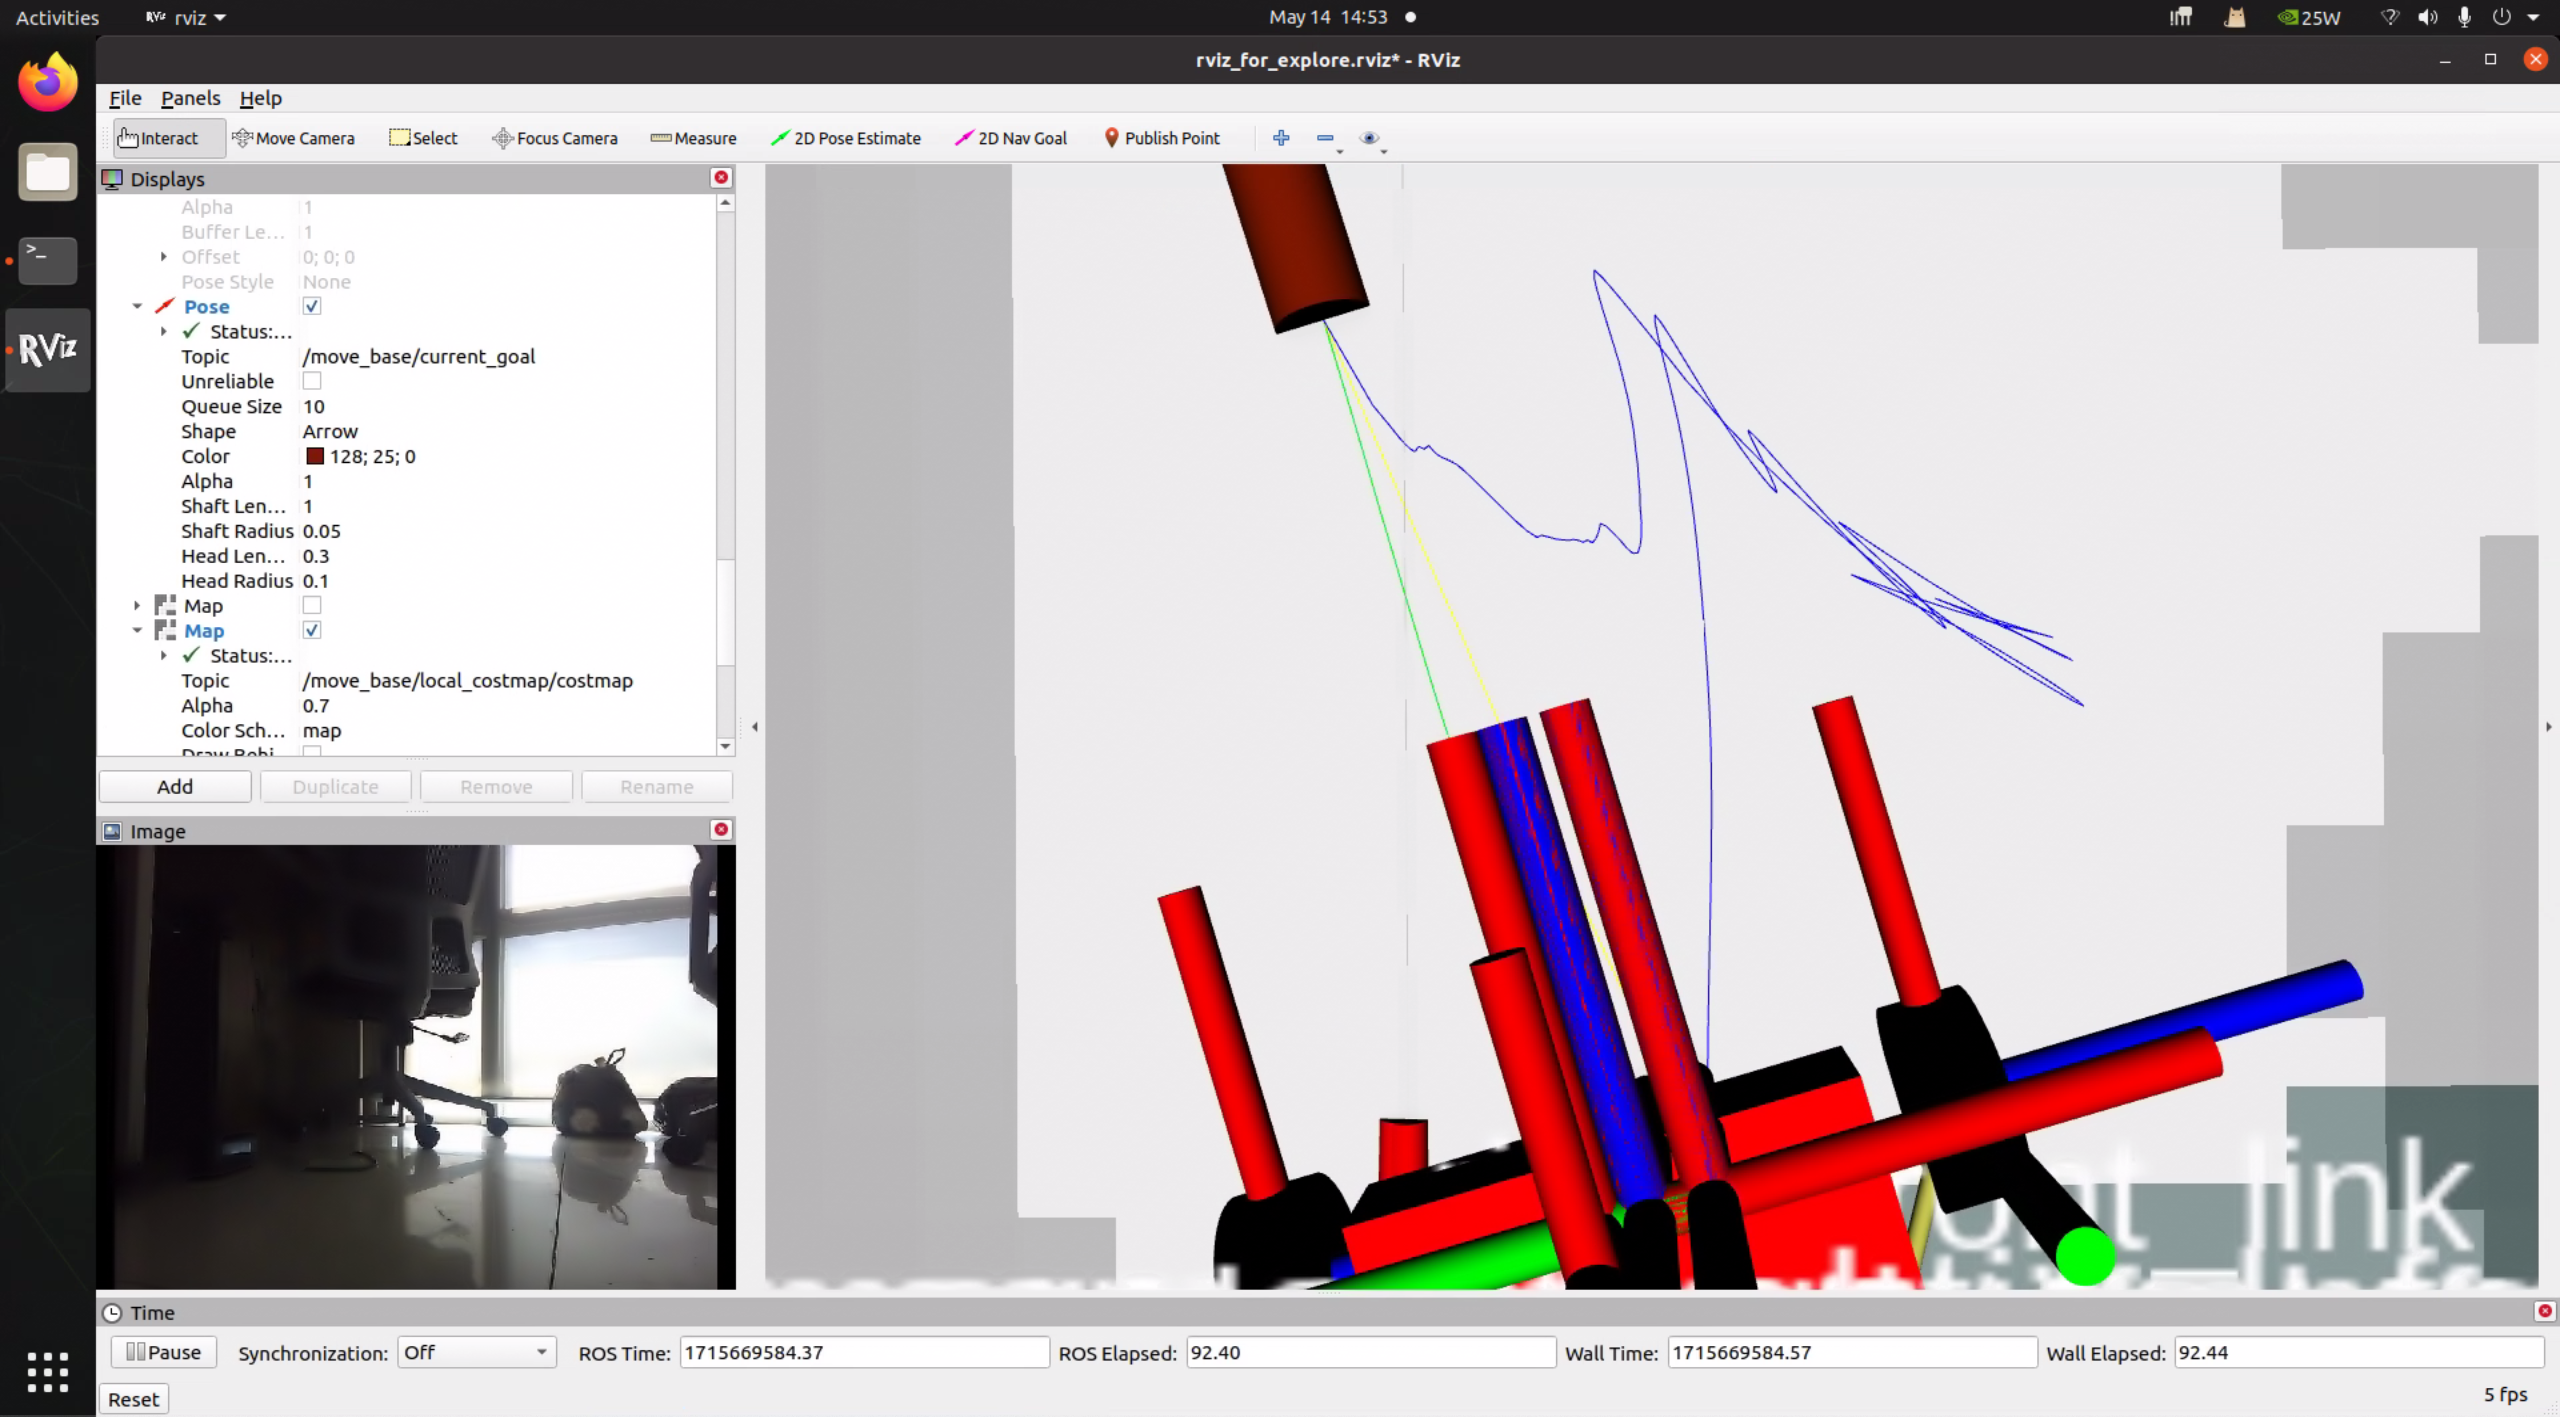 Activities
RViz rviz
May 14 14:53
25W
rviz_for_explore.rviz* - RViz
File Panels Help
Interact Move Camera Select Focus Camera Measure 2D Pose Estimate 2D Nav Goal Publish Point
Displays
Alpha 1
Buffer Le... 1
Offset 0; 0; 0
Pose Style None
Pose
Status:...
Topic /move_base/current_goal
Unreliable
Queue Size 10
Shape Arrow
Color 128; 25; 0
Alpha 1
Shaft Len... 1
Shaft Radius 0.05
Head Len... 0.3
Head Radius 0.1
Map
Map
Status:...
Topic /move_base/local_costmap/costmap
Alpha 0.7
Color Sch... map
Add Duplicate Remove Rename
Image
RViz
link
Time
Pause Synchronization: Off ROS Time: 1715669584.37 ROS Elapsed: 92.40 Wall Time: 1715669584.57 Wall Elapsed: 92.44
Reset
5 fps